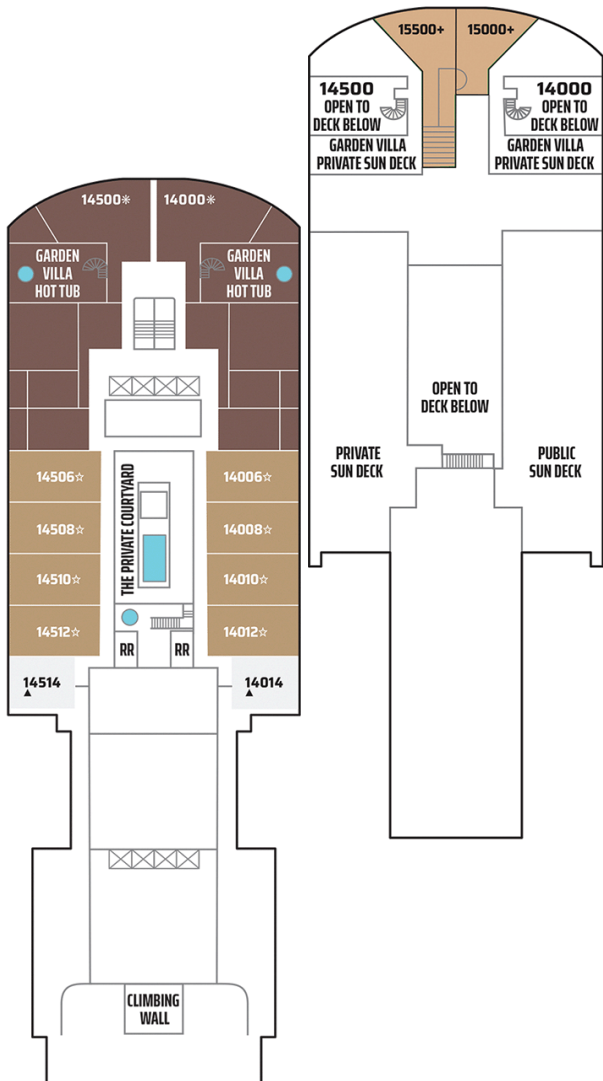 15500+
15000+
14500
OPEN TO
DECK BELOW
14000
OPEN TO
DECK BELOW
GARDEN VILLA
PRIVATE SUN DECK
GARDEN VILLA
PRIVATE SUN DECK
14500❊
14000❊
GARDEN
VILLA
HOT TUB
GARDEN
VILLA
HOT TUB
OPEN TO
DECK BELOW
PRIVATE
SUN DECK
PUBLIC
SUN DECK
THE PRIVATE COURTYARD
14506☆
14006☆
14508☆
14008☆
14510☆
14010☆
14512☆
14012☆
RR
RR
14514
▲
14014
▲
CLIMBING
WALL